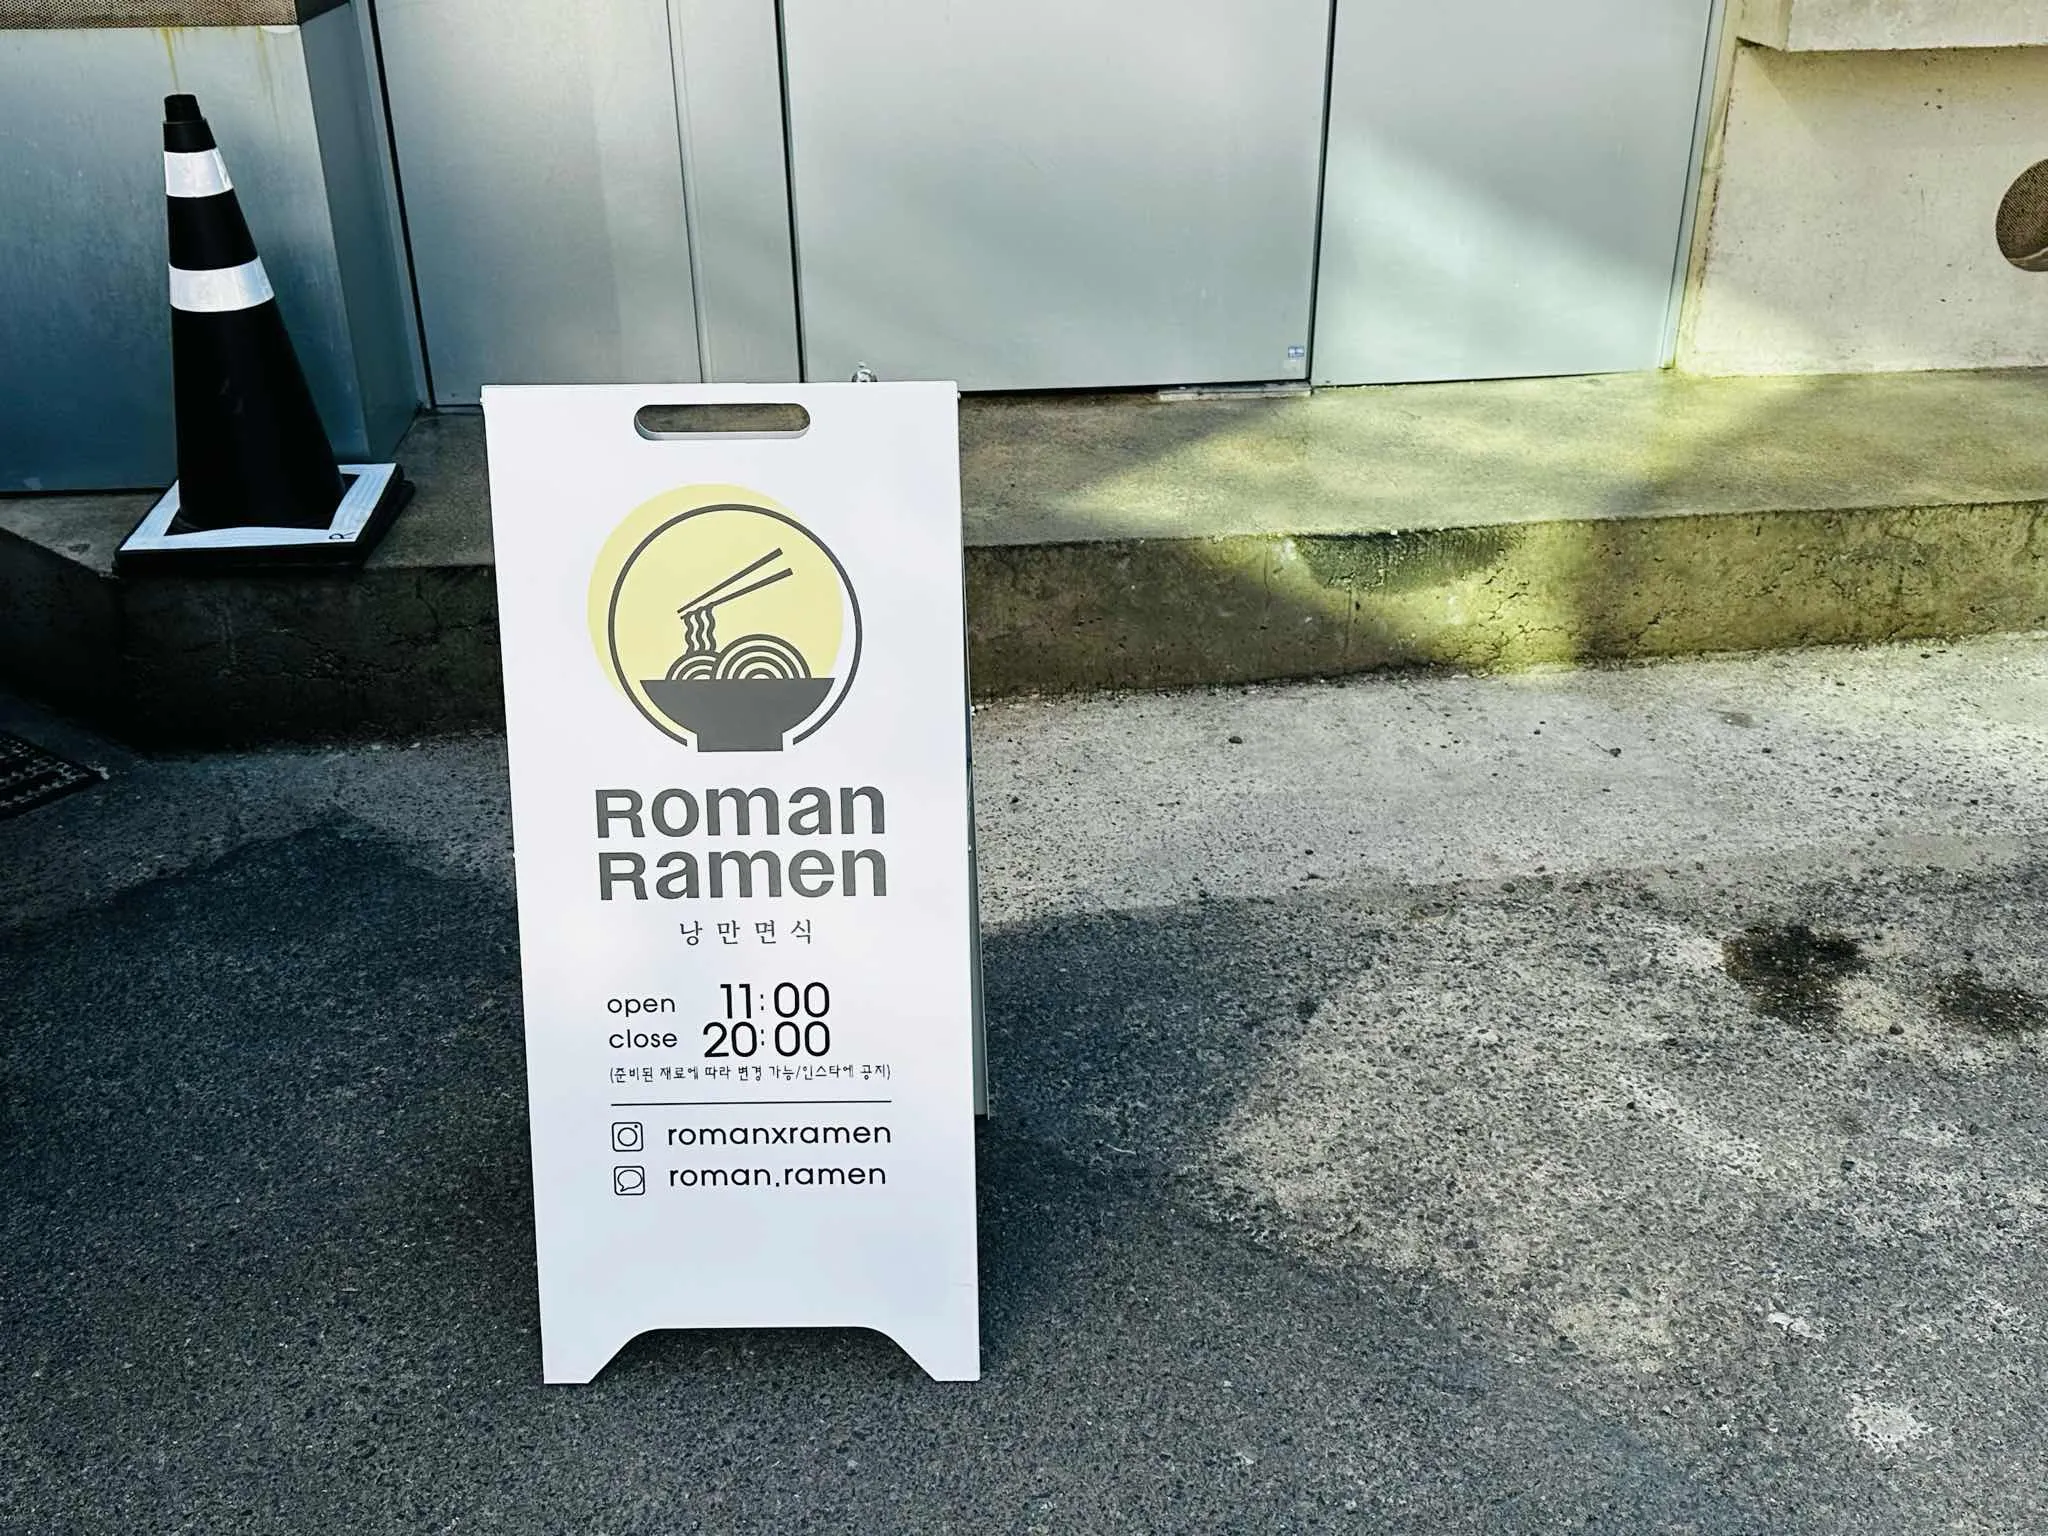 Roman
Ramen
낭만면식
open 11:00
close 20:00
(준비된 재료에 따라 변경 가능/인스타에 공지)
romanxramen
roman.ramen
R